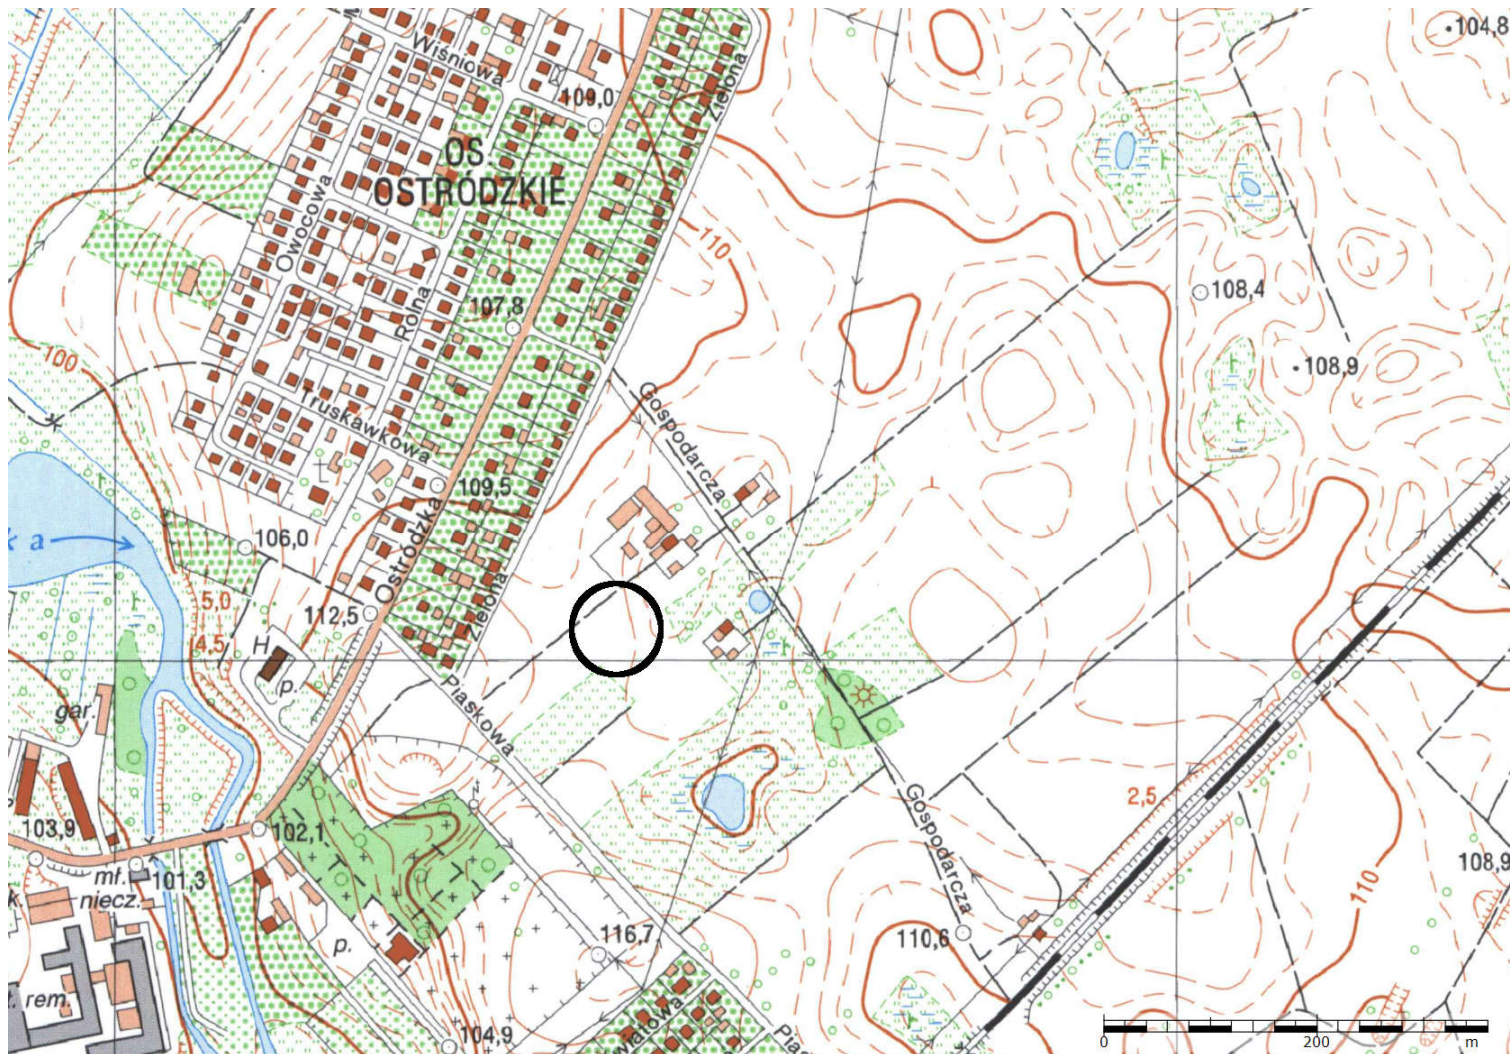 104,8
Wiśniowa
109,0
Zielona
OS.
OSTRÓDZKIE
Owocowa
110
108,4
Rolna
107,8
100
108,9
Gospodarcza
Truskawkowa
109,5
Ostródzka
106,0
k a
5,0
112,5
4,5
Zielona
H
p.
Piaskowa
gar.
2,5
Gospodarcza
103,9
102,1
108,9
110
mł.
niecz.
101,3
k.
116,7
110,6
p.
t. rem.
104,9
0
200
m